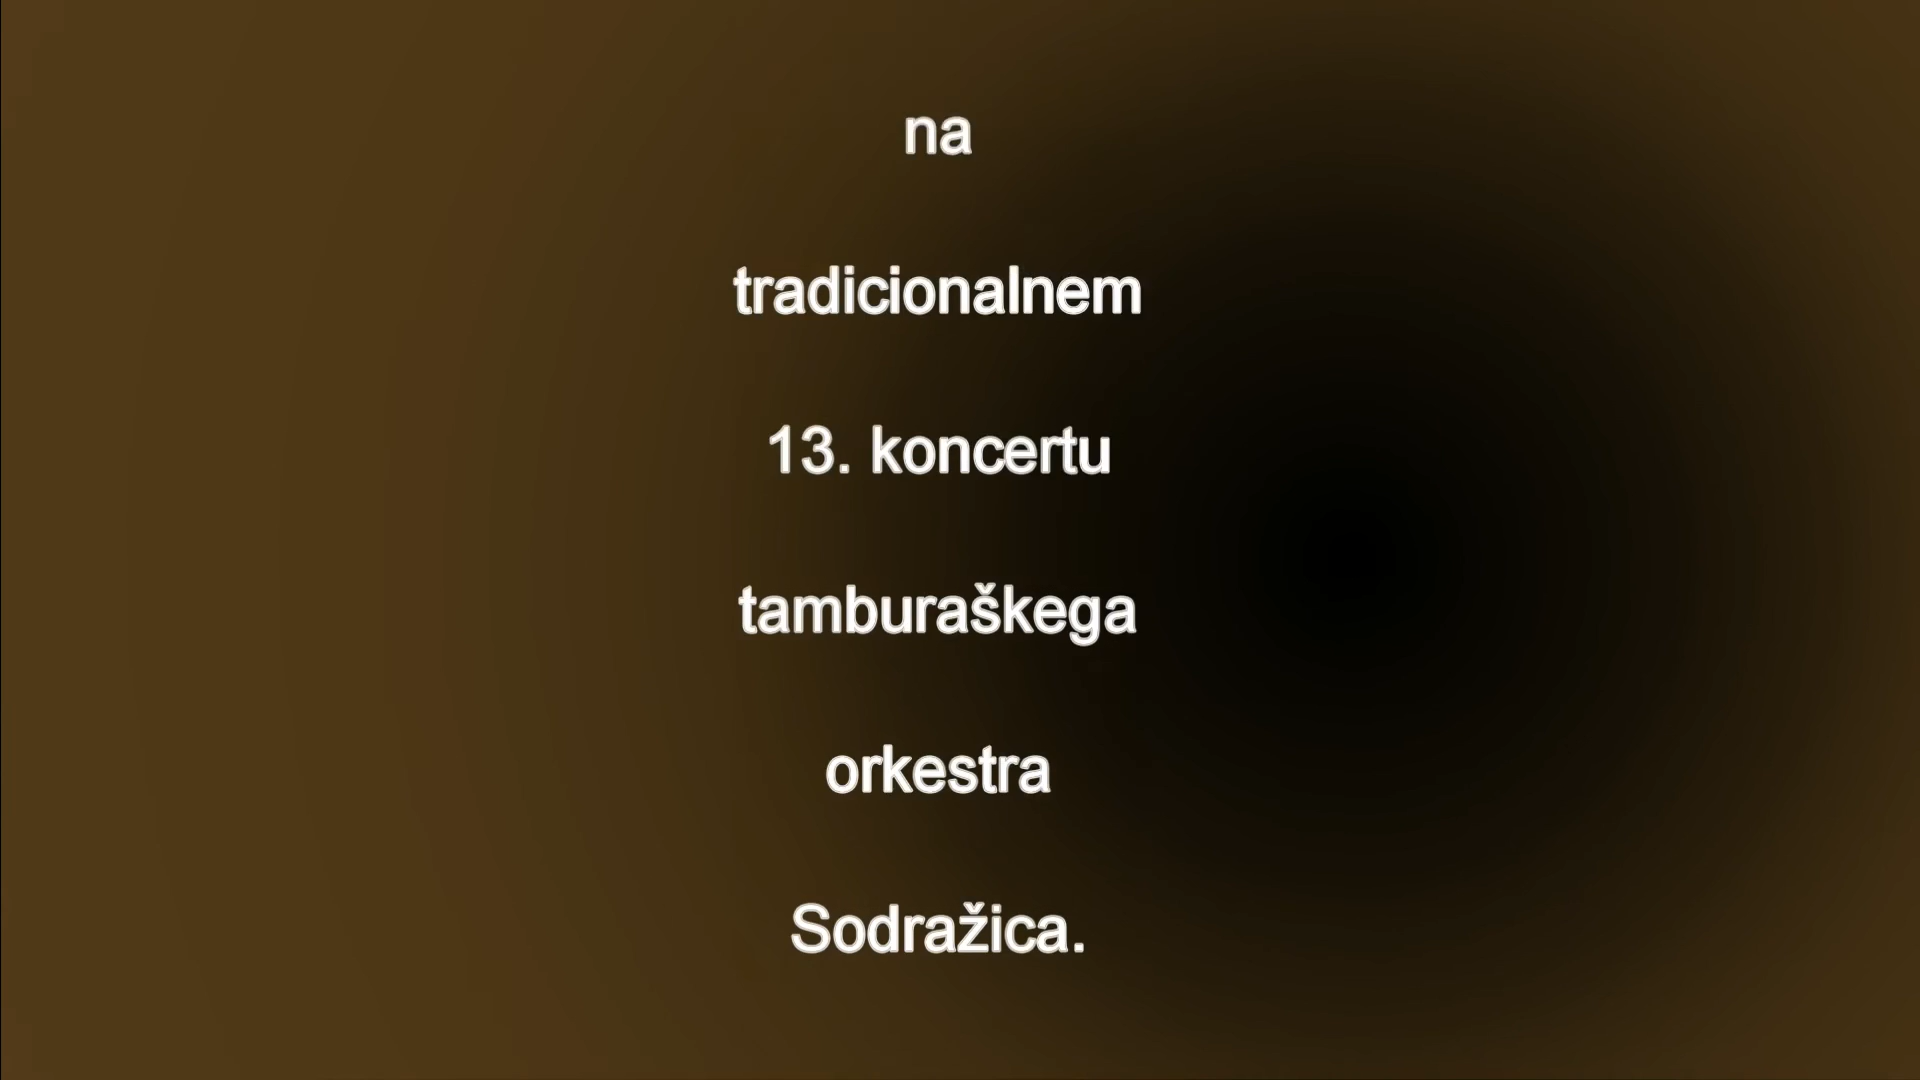 na
tradicionalnem
13. koncertu
tamburaškega
orkestra
Sodražica.